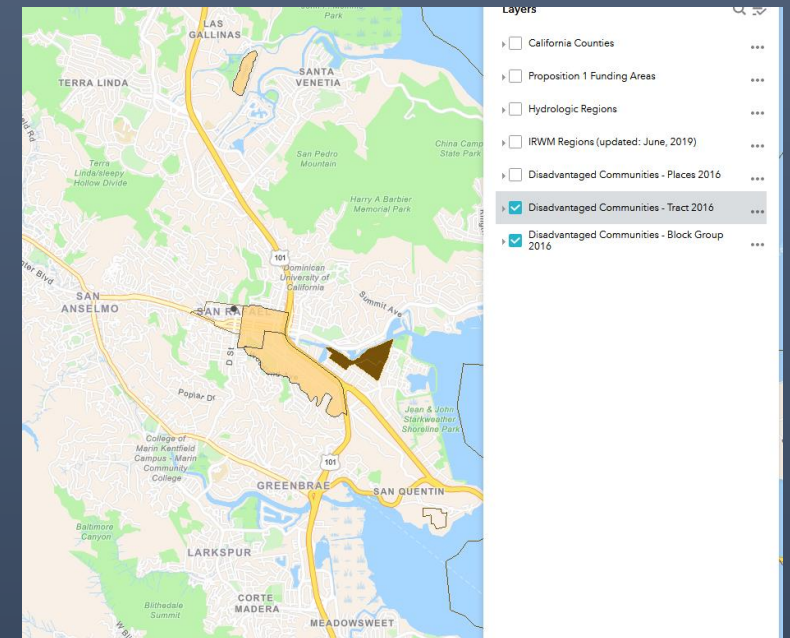 Park
LAS
GALLINAS
TERRA LINDA
SANTA
VENETIA
Terra
Linda/sleepy
Hollow Divide
San Pedro
Mountain
China Camp
State Park
Harry A Barbier
Memorial Park
101
Dominican
University of
California
SAN
ANSELMO
SAN RAFAEL
Summit Ave
D St
Poplar Dr
Jean & John
Starkweather
Shoreline Park
College of
Marin Kentfield
Campus - Marin
Community
College
101
GREENBRAE
SAN QUENTIN
Baltimore
Canyon
LARKSPUR
CORTE
MADERA
Blithedale
Summit
MEADOWSWEET
Layers
California Counties
Proposition 1 Funding Areas
Hydrologic Regions
IRWM Regions (updated: June, 2019)
Disadvantaged Communities - Places 2016
Disadvantaged Communities - Tract 2016
Disadvantaged Communities - Block Group
2016